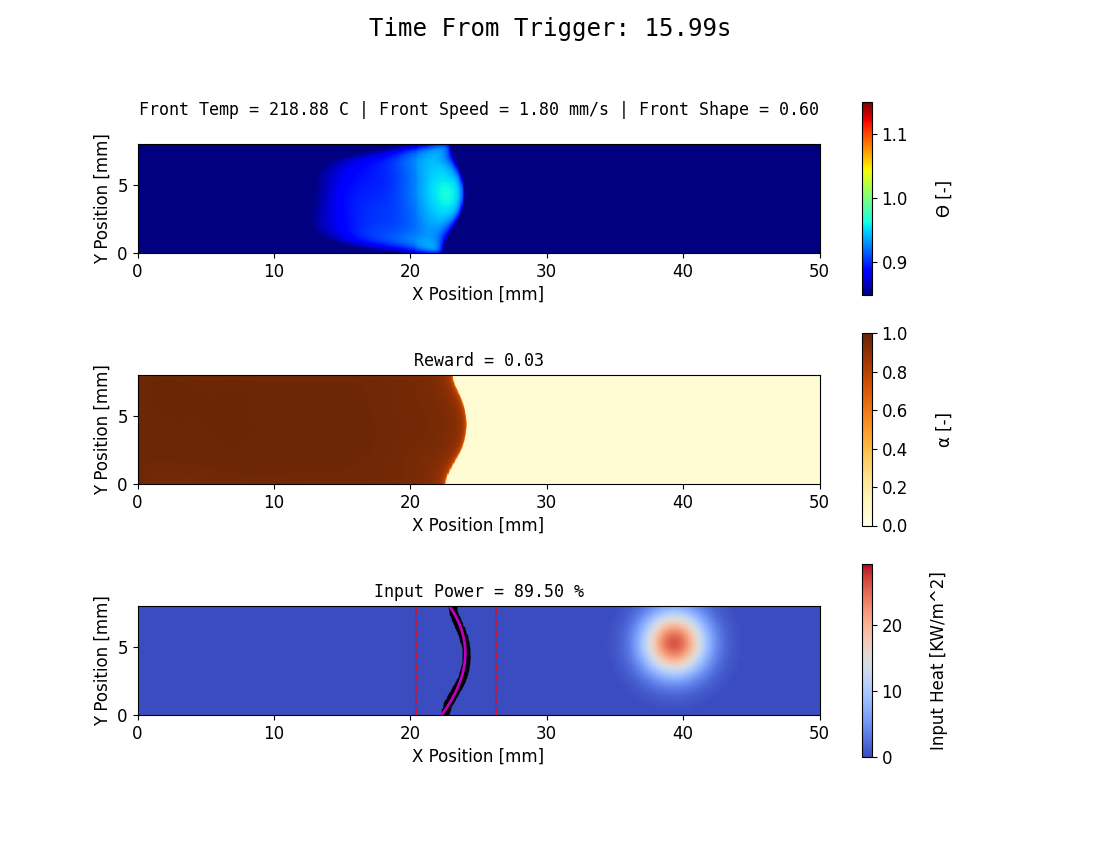 Time From Trigger: 15.99s
Front Temp = 218.88 C | Front Speed = 1.80 mm/s | Front Shape = 0.60
Y Position [mm]
5
0
0 10 20 30 40 50
X Position [mm]
1.1
1.0
0.9
Θ [-]
Reward = 0.03
Y Position [mm]
5
0
0 10 20 30 40 50
X Position [mm]
1.0
0.8
0.6
0.4
0.2
0.0
α [-]
Input Power = 89.50 %
Y Position [mm]
5
0
0 10 20 30 40 50
X Position [mm]
20
10
0
Input Heat [KW/m^2]